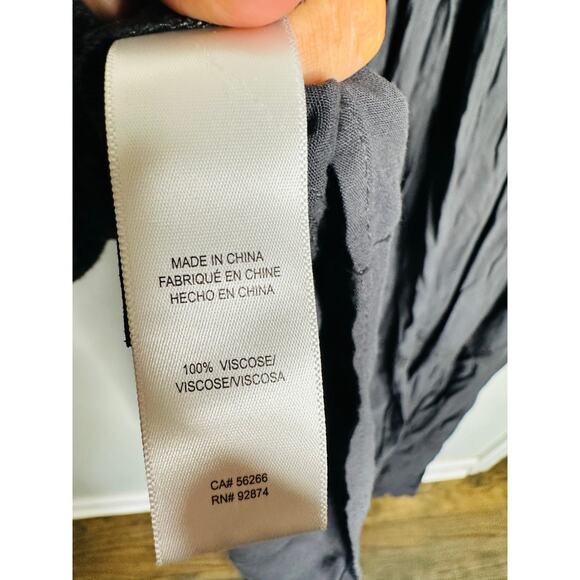 MADE IN CHINA
FABRIQUÉ EN CHINE
HECHO EN CHINA
100% VISCOSE/
VISCOSE/VISCOSA
CA# 56266
RN# 92874